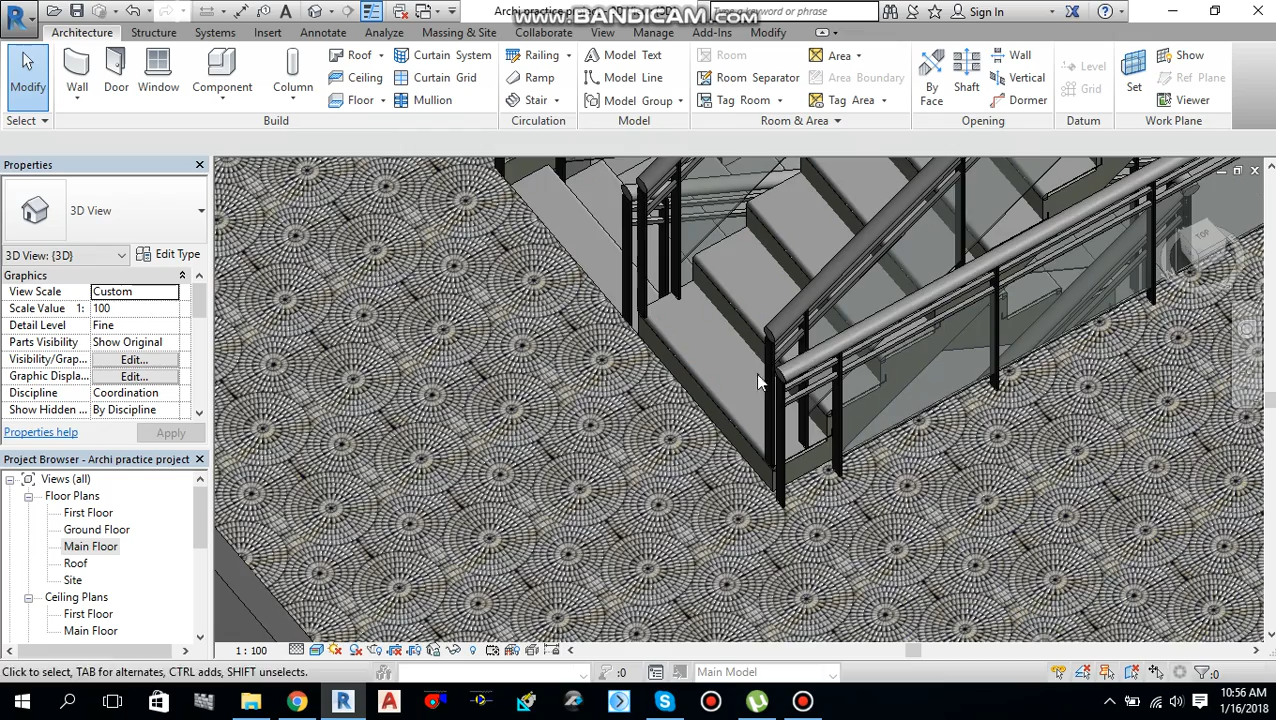 Archi practice p
www.BANDICAM.com
phrase
Sign In
Architecture
Structure
Systems
Insert
Annotate
Analyze
Massing & Site
Collaborate
View
Manage
Add-Ins
Modify
Modify
Wall
Door
Window
Component
Column
Roof
Ceiling
Floor
Curtain System
Curtain Grid
Mullion
Railing
Ramp
Stair
Model Text
Model Line
Model Group
Room
Room Separator
Tag Room
Area
Area Boundary
Tag Area
By Face
Shaft
Wall
Vertical
Dormer
Level
Grid
Set
Show
Ref Plane
Viewer
Select
Build
Circulation
Model
Room & Area
Opening
Datum
Work Plane
Properties
3D View
3D View: {3D}
Edit Type
Graphics
View Scale
Custom
Scale Value 1:
100
Detail Level
Fine
Parts Visibility
Show Original
Visibility/Grap...
Edit...
Graphic Displa...
Edit...
Discipline
Coordination
Show Hidden
By Discipline
Properties help
Apply
Project Browser - Archi practice project
Views (all)
Floor Plans
First Floor
Ground Floor
Main Floor
Roof
Site
Ceiling Plans
First Floor
Main Floor
TOP
1 : 100
Click to select, TAB for alternates, CTRL adds, SHIFT unselects.
:0
Main Model
:0
10:56 AM
1/16/2018